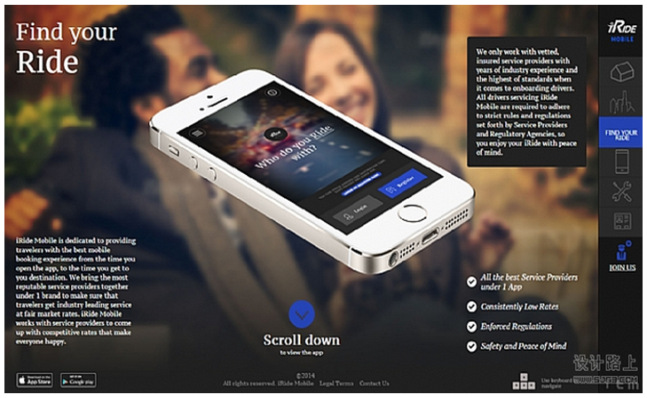 Find your
Ride
iRIDE
MOBILE
We only work with vetted,
insured service providers with
years of industry experience and
the highest of standards when
it comes to onboarding drivers.
All drivers servicing iRide
Mobile are required to adhere
to strict rules and regulations
set forth by Service Providers
and Regulatory Agencies, so
you enjoy your iRide with peace
of mind.
FIND YOUR
RIDE
Who do you Ride
with?
Login
Register
JOIN US
iRide Mobile is dedicated to providing
travelers with the best mobile
booking experience from the time you
open the app, to the time you get to
you destination. We bring the most
reputable service providers together
under 1 brand to make sure that
travelers get industry leading service
at fair market rates. iRide Mobile
works with service providers to come
up with competitive rates that make
everyone happy.
All the best Service Providers
under 1 App
Consistently Low Rates
Enforced Regulations
Safety and Peace of Mind
Scroll down
to view the app
App Store
Google play
©2014
All rights reserved iRide Mobile Legal Terms Contact Us
Use keyboard to
navigate
设计路上